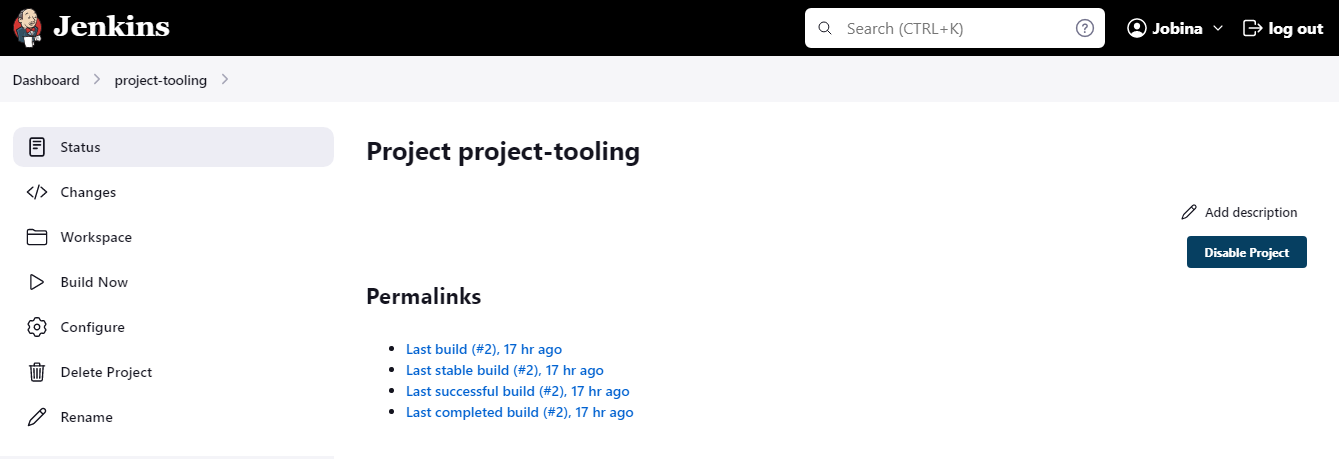 Jenkins
Search (CTRL+K)
Jobina
log out
Dashboard
project-tooling
Status
Changes
Workspace
Build Now
Configure
Delete Project
Rename
Project project-tooling
Add description
Disable Project
Permalinks
Last build (#2), 17 hr ago
Last stable build (#2), 17 hr ago
Last successful build (#2), 17 hr ago
Last completed build (#2), 17 hr ago